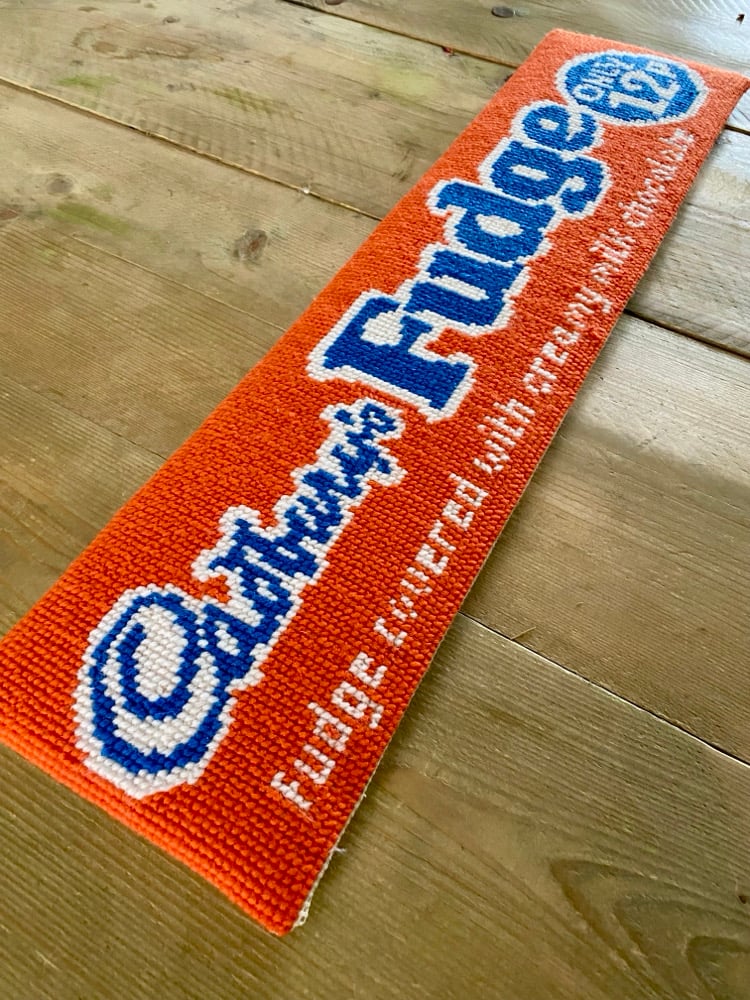 Cadbury's Fudge
ONLY
12p
Fudge covered with creamy milk chocolate